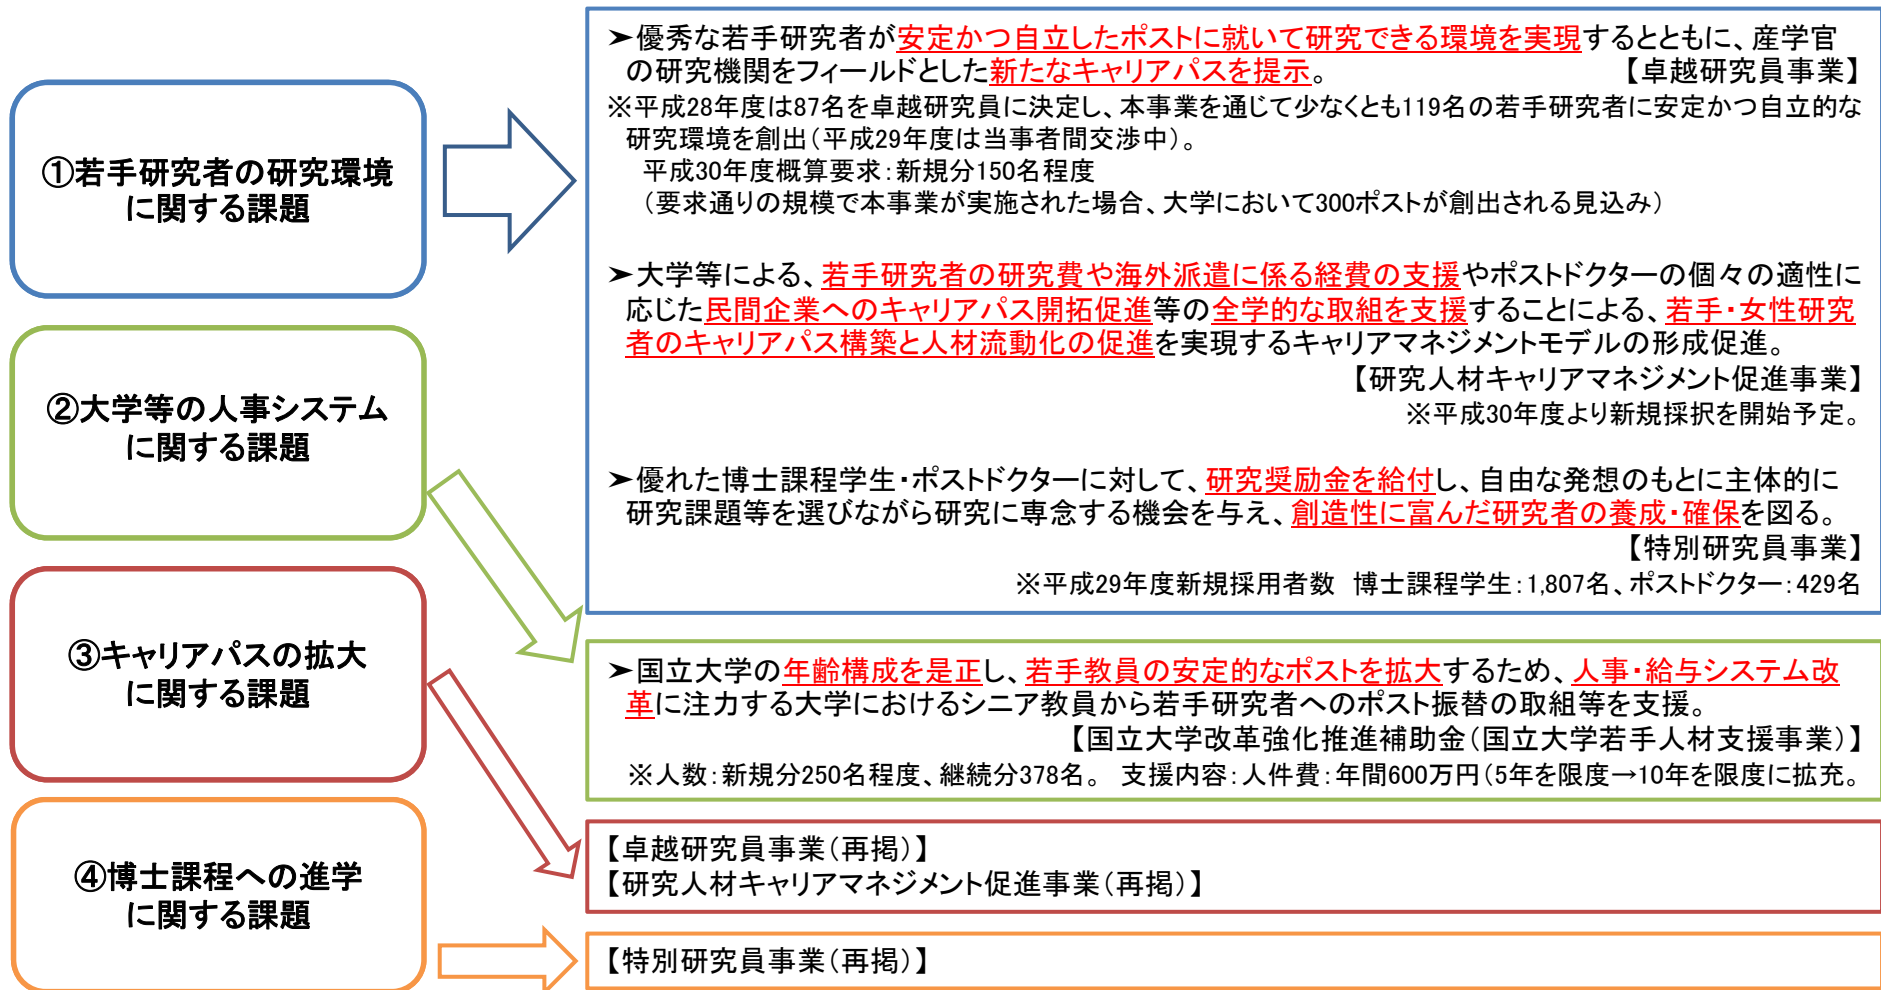 ①若手研究者の研究環境
に関する課題
➤優秀な若手研究者が安定かつ自立したポストに就いて研究できる環境を実現するとともに、産学官
の研究機関をフィールドとした新たなキャリアパスを提示。 【卓越研究員事業】
※平成28年度は87名を卓越研究員に決定し、本事業を通じて少なくとも119名の若手研究者に安定かつ自立的な
研究環境を創出（平成29年度は当事者間交渉中）。
平成30年度概算要求：新規分150名程度
（要求通りの規模で本事業が実施された場合、大学において300ポストが創出される見込み）
➤大学等による、若手研究者の研究費や海外派遣に係る経費の支援やポストドクターの個々の適性に
応じた民間企業へのキャリアパス開拓促進等の全学的な取組を支援することによる、若手・女性研究
者のキャリアパス構築と人材流動化の促進を実現するキャリアマネジメントモデルの形成促進。
【研究人材キャリアマネジメント促進事業】
※平成30年度より新規採択を開始予定。
➤優れた博士課程学生・ポストドクターに対して、研究奨励金を給付し、自由な発想のもとに主体的に
研究課題等を選びながら研究に専念する機会を与え、創造性に富んだ研究者の養成・確保を図る。
【特別研究員事業】
※平成29年度新規採用者数 博士課程学生：1,807名、ポストドクター：429名
②大学等の人事システム
に関する課題
➤国立大学の年齢構成を是正し、若手教員の安定的なポストを拡大するため、人事・給与システム改
革に注力する大学におけるシニア教員から若手研究者へのポスト振替の取組等を支援。
【国立大学改革強化推進補助金（国立大学若手人材支援事業）】
※人数：新規分250名程度、継続分378名。 支援内容：人件費：年間600万円（5年を限度→10年を限度に拡充。
③キャリアパスの拡大
に関する課題
【卓越研究員事業（再掲）】
【研究人材キャリアマネジメント促進事業（再掲）】
④博士課程への進学
に関する課題
【特別研究員事業（再掲）】